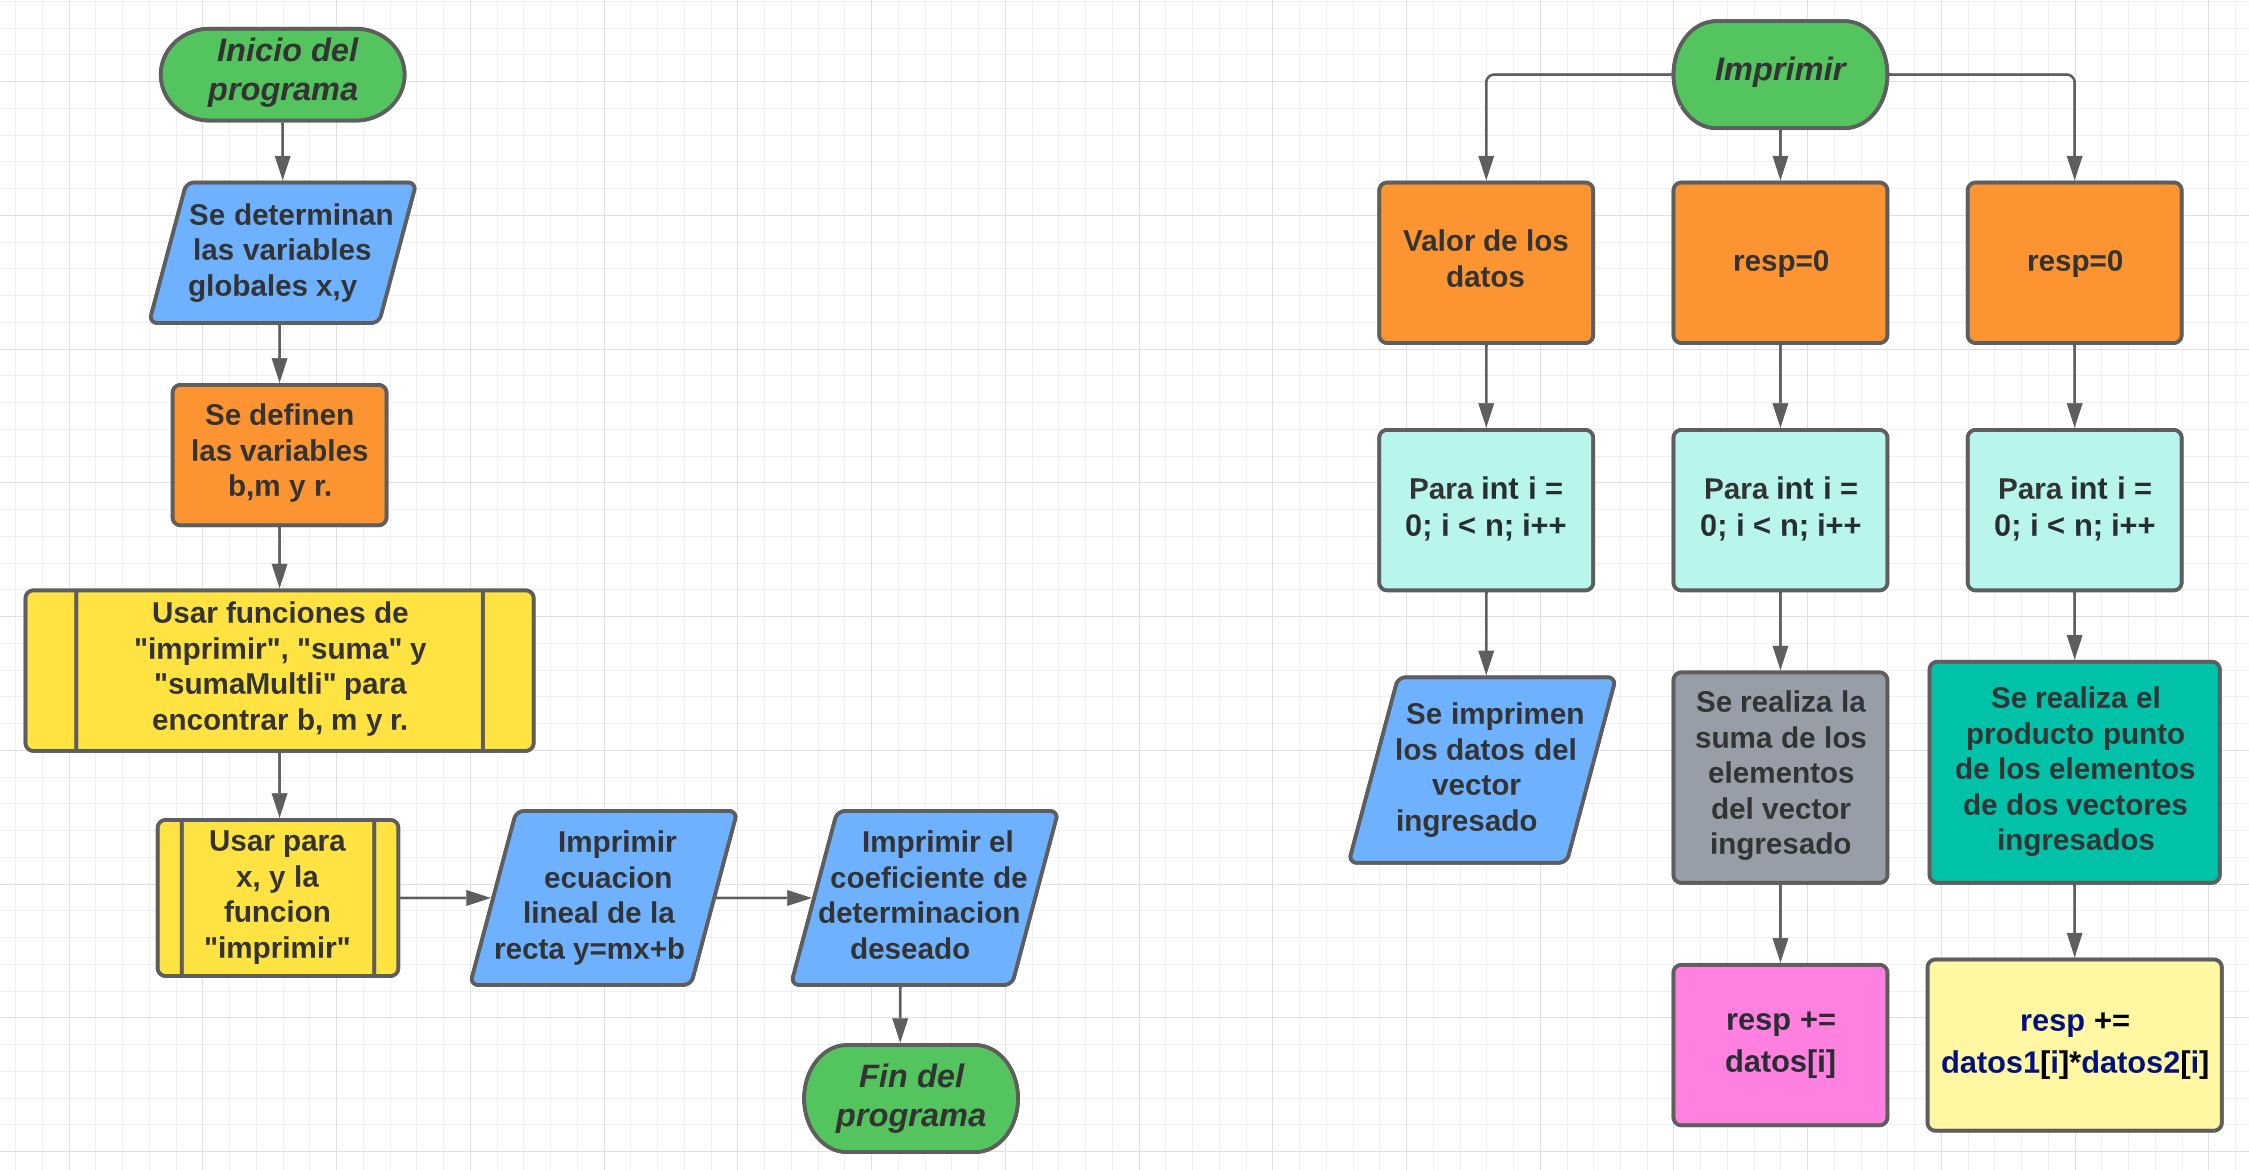 Inicio del
programa
Se determinan
las variables
globales x,y
Se definen
las variables
b,m y r.
Usar funciones de
"imprimir", "suma" y
"sumaMultli" para
encontrar b, m y r.
Usar para
x, y la
funcion
"imprimir"
Imprimir
ecuacion
lineal de la
recta y=mx+b
Imprimir el
coeficiente de
determinacion
deseado
Fin del
programa
Imprimir
Valor de los
datos
Para int i =
0; i < n; i++
Se imprimen
los datos del
vector
ingresado
resp=0
Para int i =
0; i < n; i++
Se realiza la
suma de los
elementos
del vector
ingresado
resp +=
datos[i]
resp=0
Para int i =
0; i < n; i++
Se realiza el
producto punto
de los elementos
de dos vectores
ingresados
resp +=
datos1[i]*datos2[i]